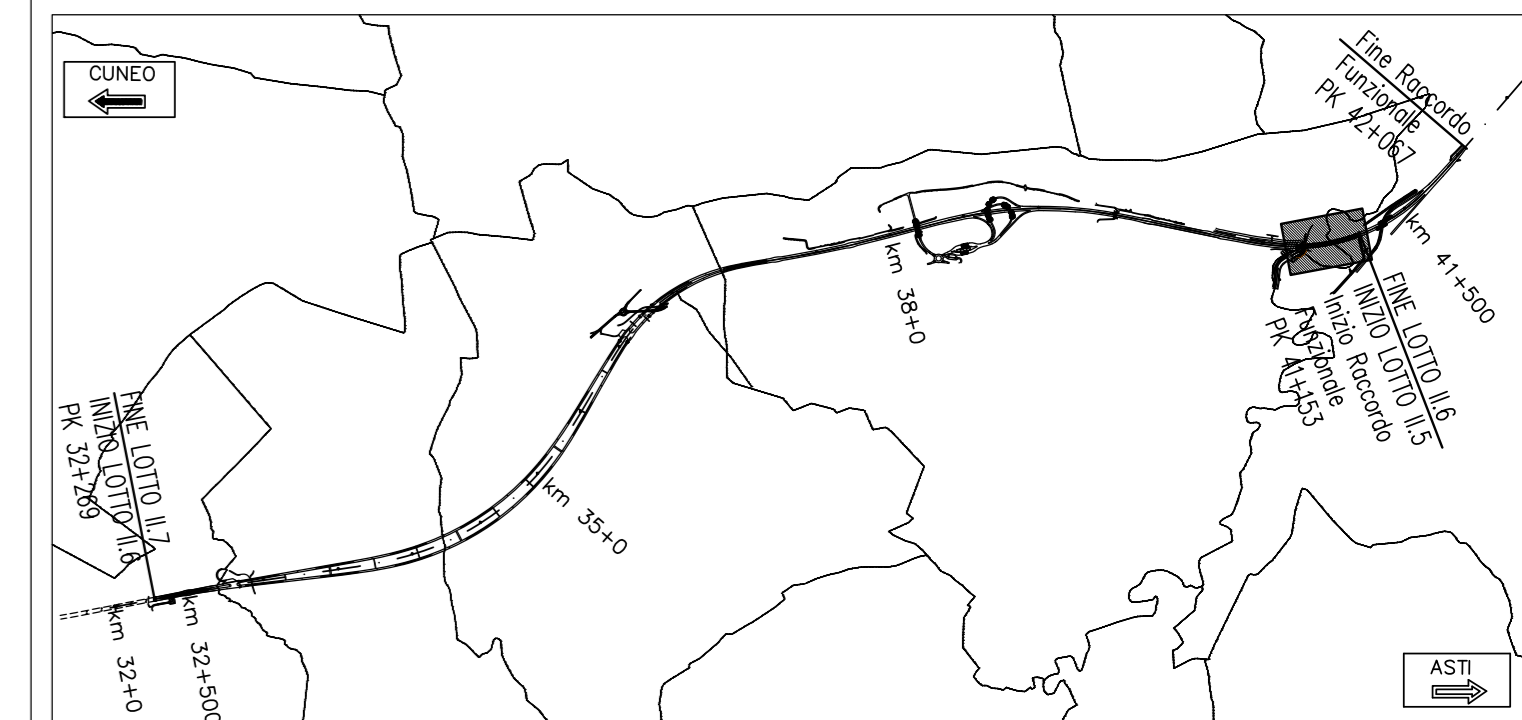 CUNEO
Fine Raccordo
Funzionale
PK 42+067
km 41+500
km 38+0
FINE LOTTO II.6
INIZIO LOTTO II.5
Inizio Raccordo
Funzionale
PK 41+153
FINE LOTTO II.7
INIZIO LOTTO II.6
PK 32+269
km 35+0
km 32+0
km 32+500
ASTI